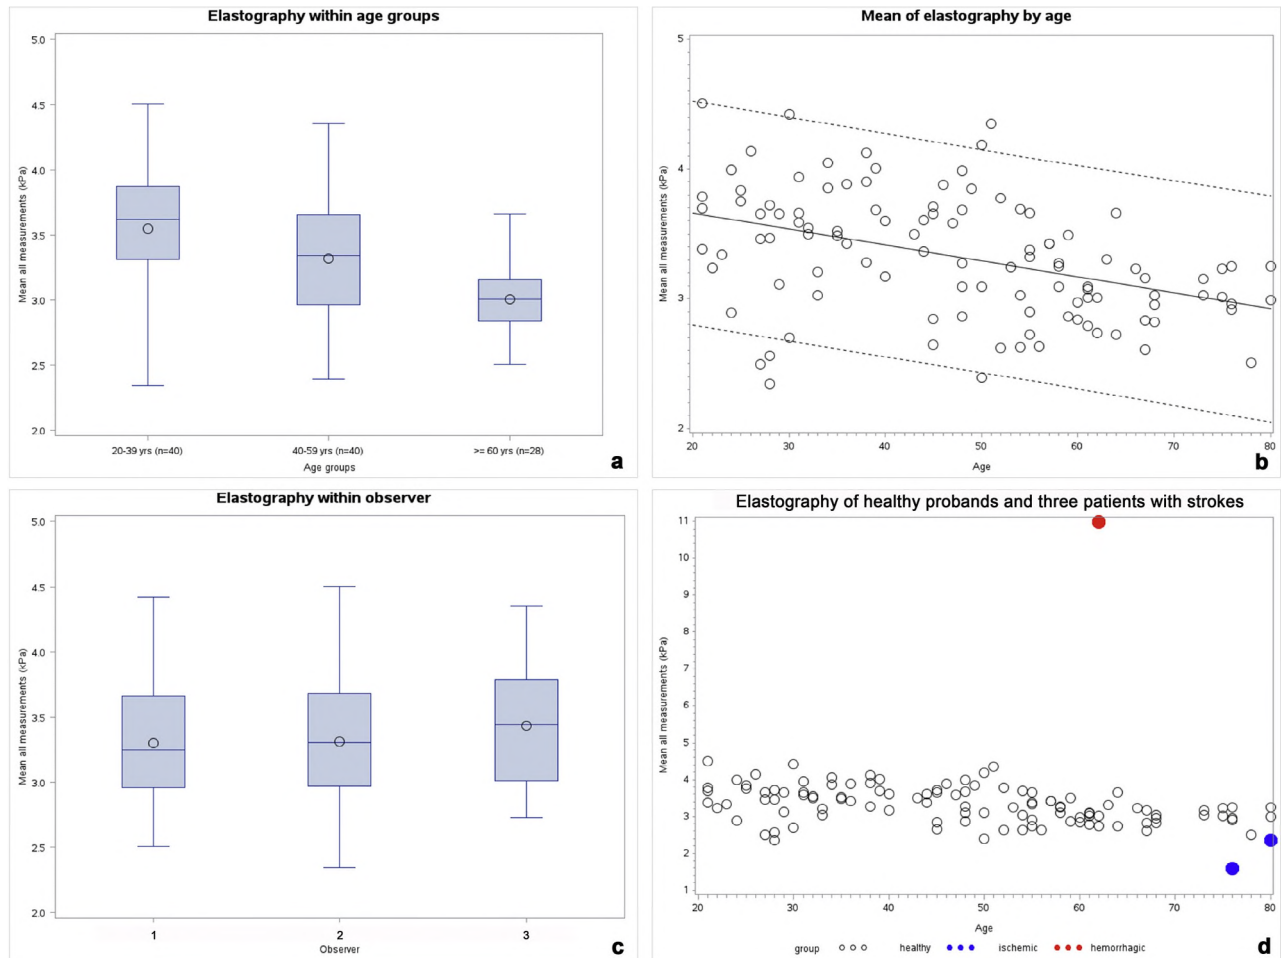 Elastography within age groups
5.0
4.5
4.0
3.5
3.0
2.5
2.0
Mean all measurements (kPa)
20-39 yrs (n=40)
40-59 yrs (n=40)
>= 60 yrs (n=28)
Age groups
a
Mean of elastography by age
5
4
3
2
Mean all measurements (kPa)
20 30 40 50 60 70 80
Age
b
Elastography within observer
5.0
4.5
4.0
3.5
3.0
2.5
2.0
Mean all measurements (kPa)
1 2 3
Observer
c
Elastography of healthy probands and three patients with strokes
11
10
9
8
7
6
5
4
3
2
1
Mean all measurements (kPa)
20 30 40 50 60 70 80
Age
group healthy ischemic hemorrhagic
d